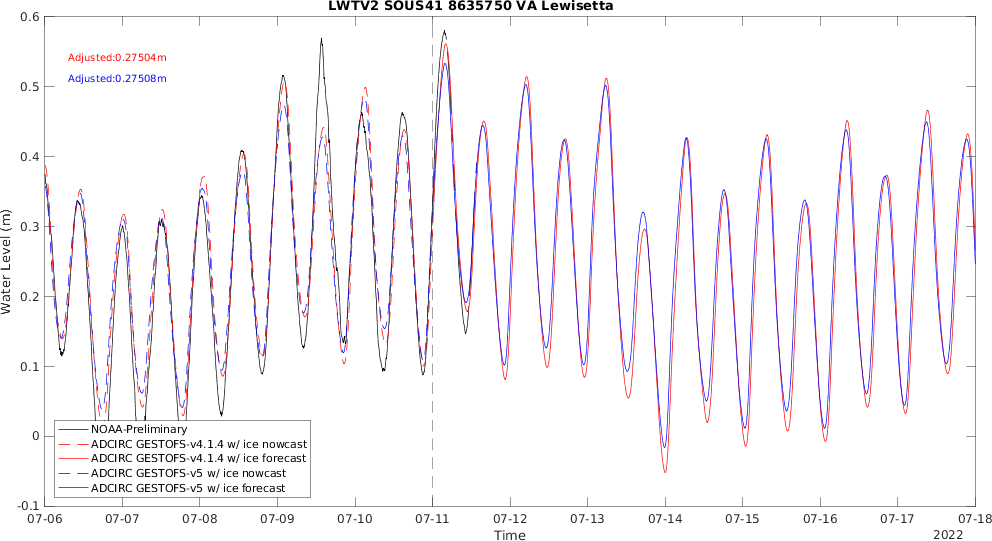 LWTV2 SOUS41 8635750 VA Lewisetta
0.6
0.5
0.4
0.3
0.2
0.1
0
-0.1
Water Level (m)
Adjusted:0.27504m
Adjusted:0.27508m
NOAA-Preliminary
ADCIRC GESTOFS-v4.1.4 w/ ice nowcast
ADCIRC GESTOFS-v4.1.4 w/ ice forecast
ADCIRC GESTOFS-v5 w/ ice nowcast
ADCIRC GESTOFS-v5 w/ ice forecast
07-06 07-07 07-08 07-09 07-10 07-11 07-12 07-13 07-14 07-15 07-16 07-17 07-18
Time
2022